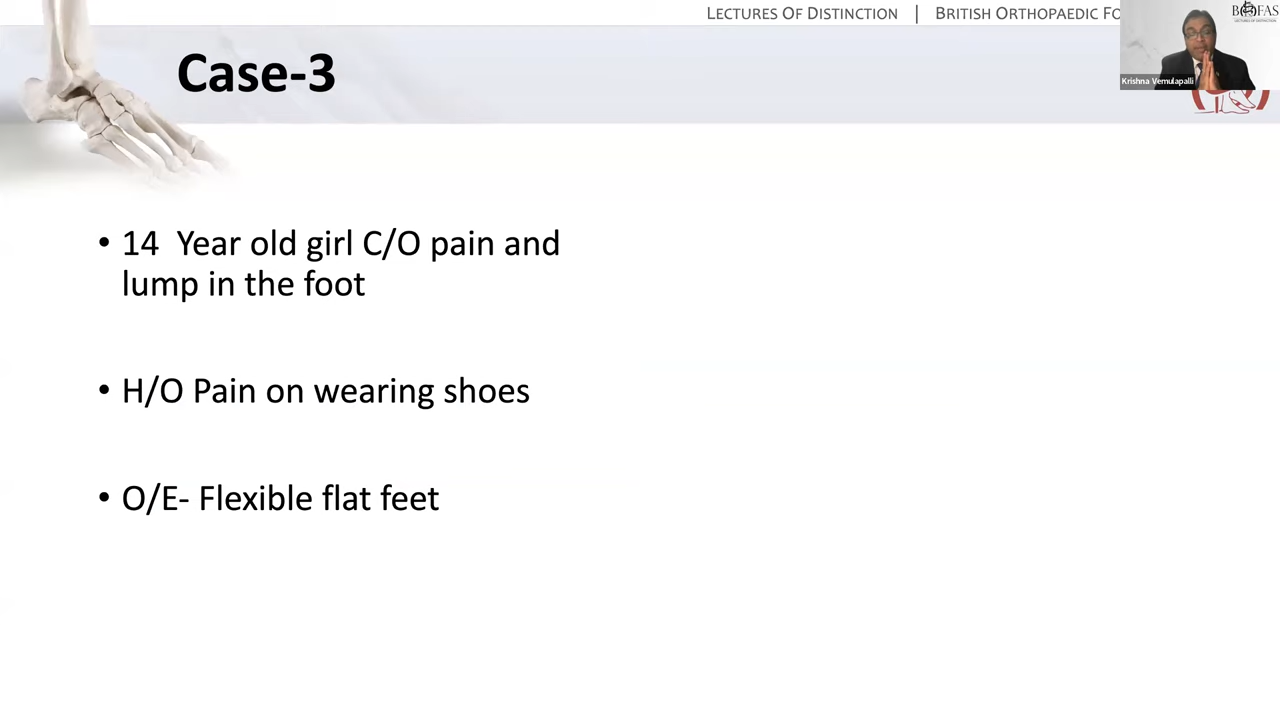 LECTURES OF DISTINCTION | BRITISH ORTHOPAEDIC FO
Krishna Vemulapalli
Case-3
• 14 Year old girl C/O pain and
lump in the foot
• H/O Pain on wearing shoes
• O/E- Flexible flat feet